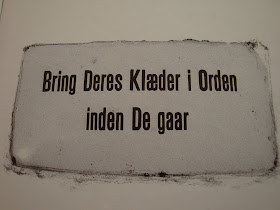 Bring Deres Klæder i Orden
inden De gaar